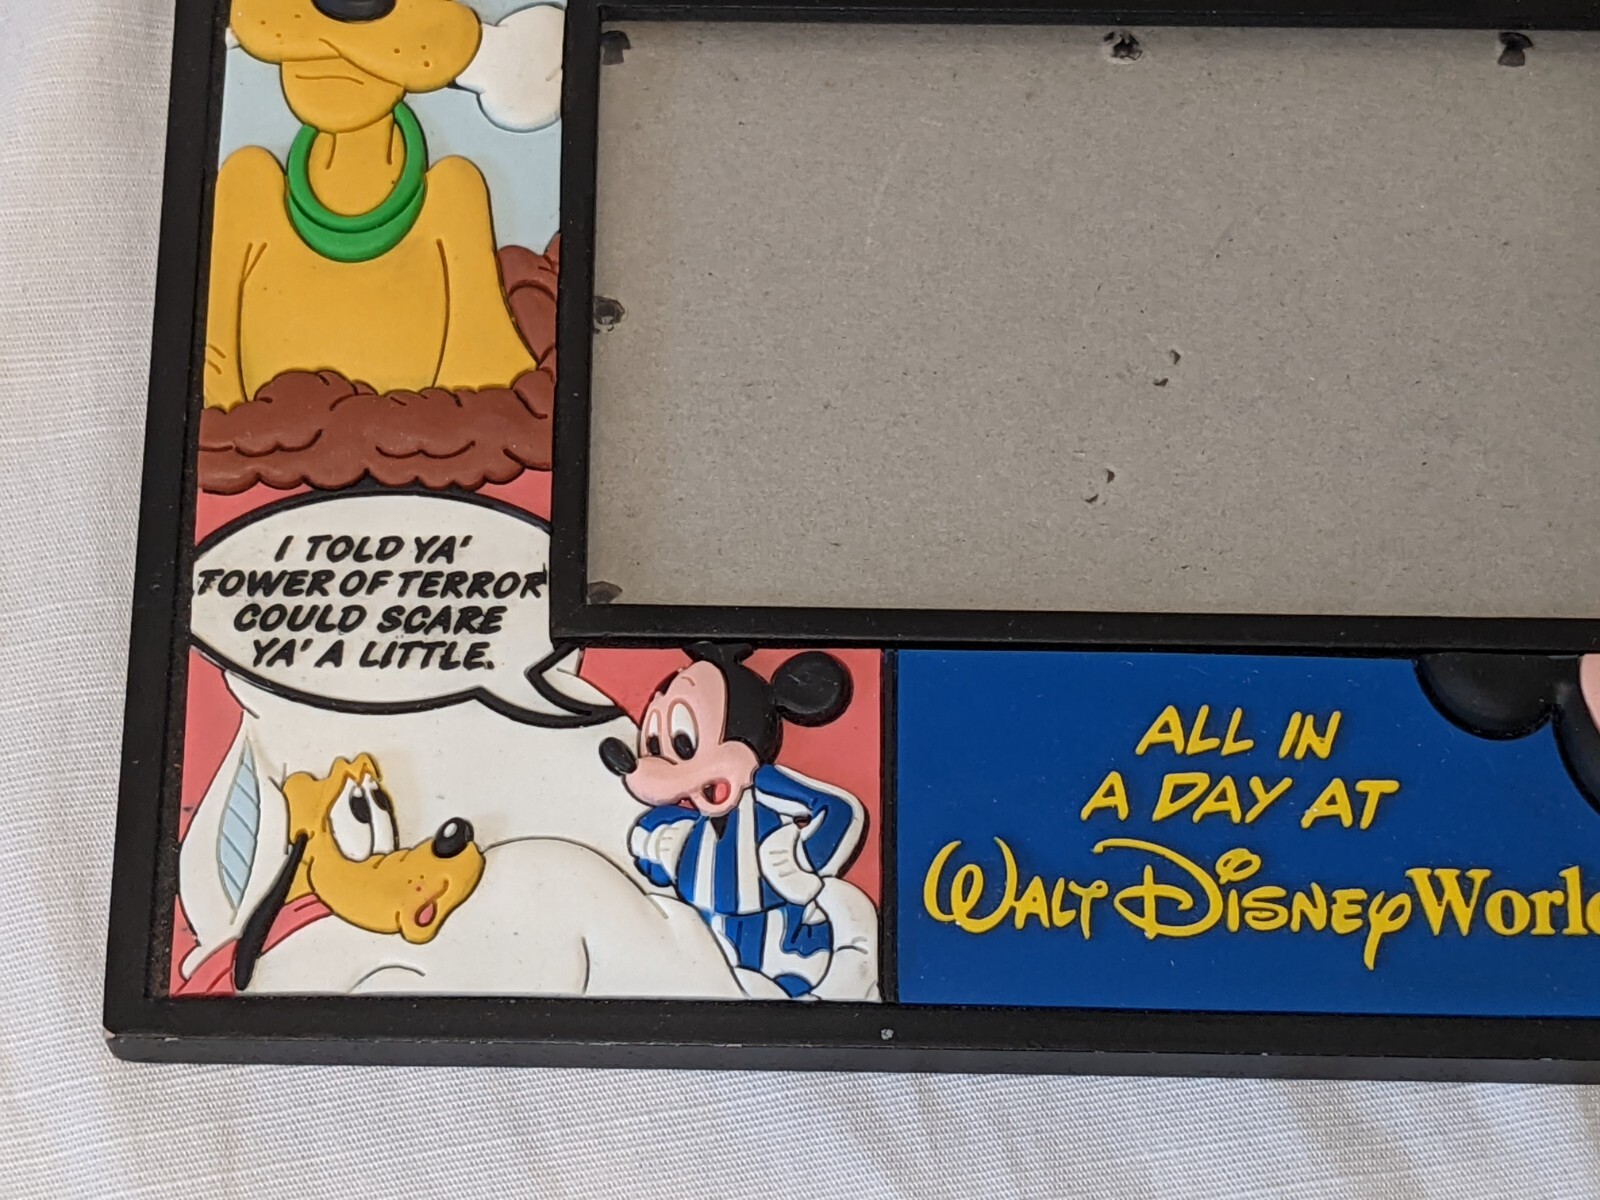 I TOLD YA'
TOWER OF TERROR
COULD SCARE
YA' A LITTLE.
ALL IN
A DAY AT
WALT DISNEY World